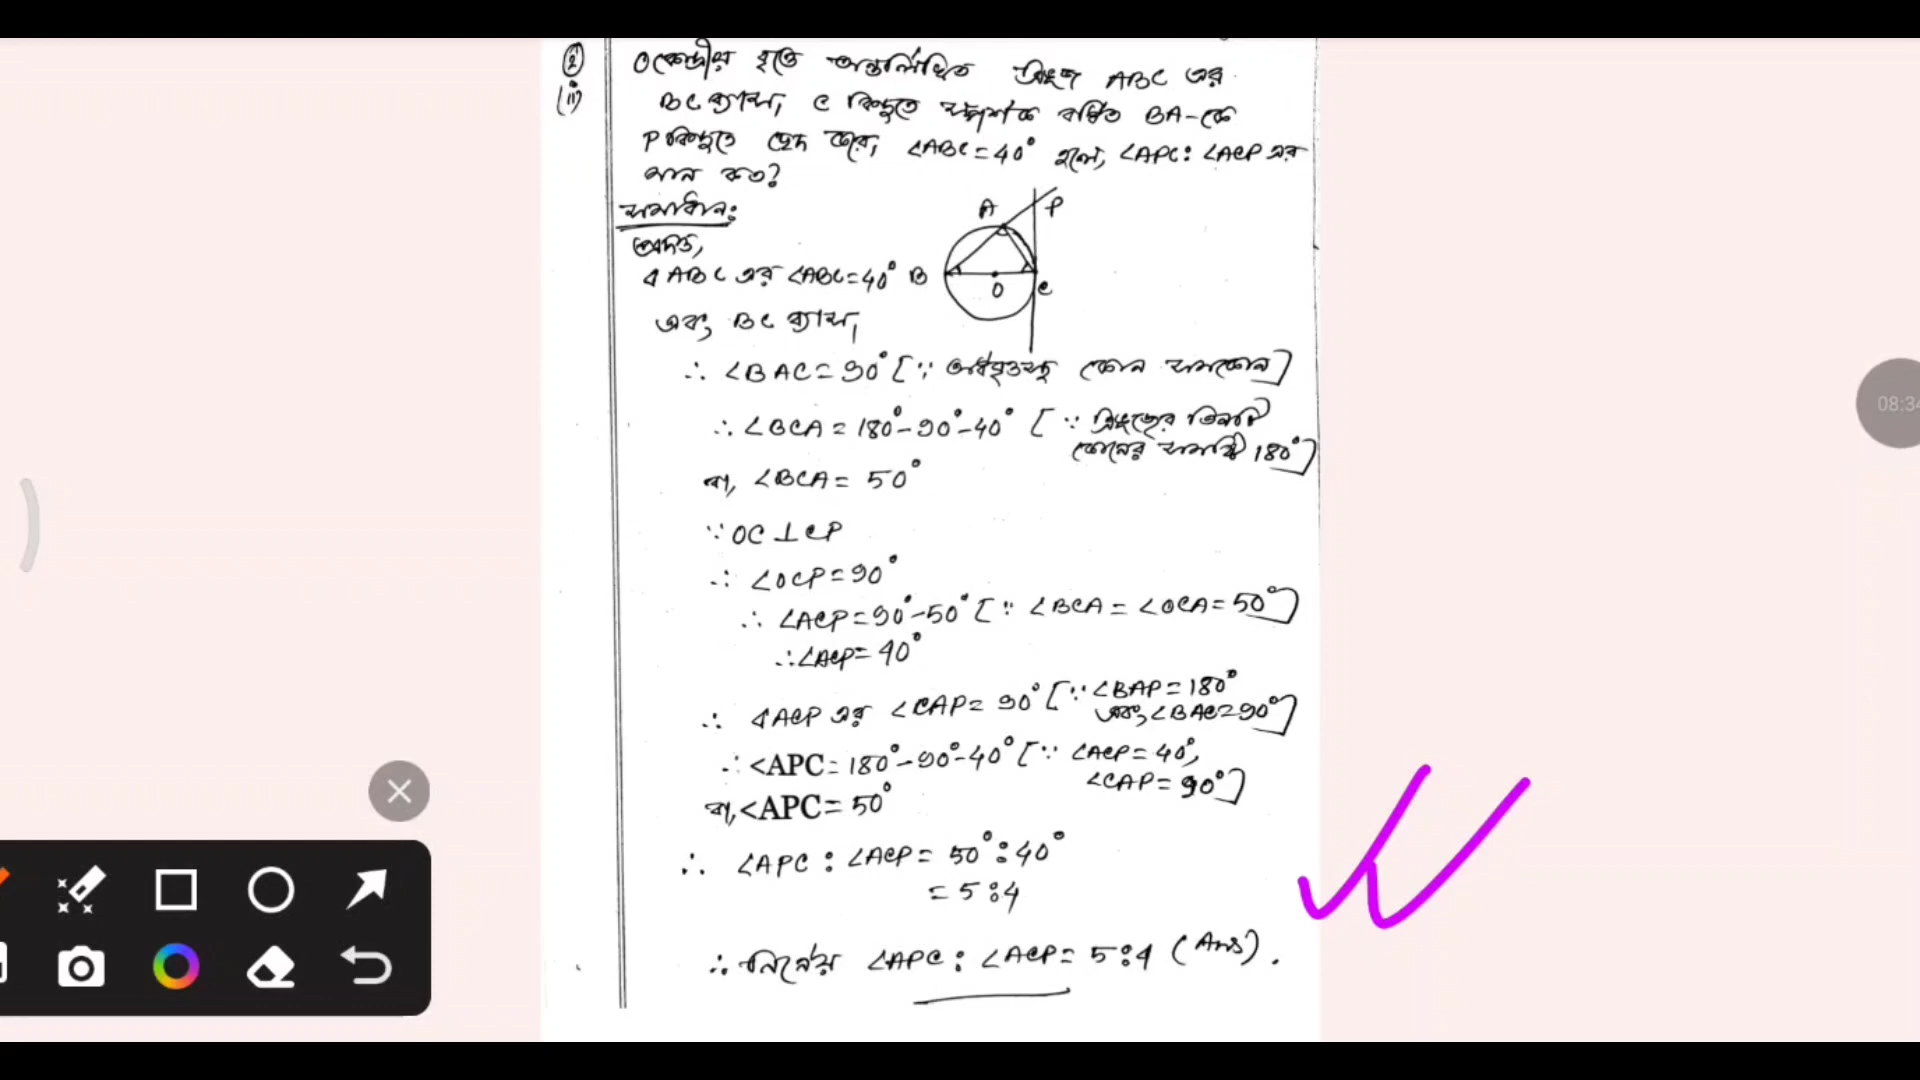 ②
(ii)
O কেন্দ্রীয় বৃত্তে অন্তর্লিখিত ত্রিভুজ ABC এর
BC ব্যাস, C বিন্দুতে স্পর্শক বর্ধিত BA-কে
P বিন্দুতে ছেদ করে, ∠ABC=40° হলে, ∠APC: ∠ACP এর
মান কত?
সমাধানঃ
প্রদত্ত,
ΔABC এর ∠ABC=40°
এবং BC ব্যাস,
A P
B O C
∴ ∠BAC=90° [∵ অর্ধবৃত্তস্থ কোন সমকোন]
∴ ∠BCA=180°-90°-40° [∵ ত্রিভুজের তিনটি
কোনের সমষ্টি 180°]
বা, ∠BCA=50°
∵ OC⊥CP
∴ ∠OCP=90°
∴ ∠ACP=90°-50° [∵ ∠BCA=∠OCA=50°]
∴∠ACP=40°
∴ ΔACP এর ∠CAP=90° [∵ ∠BAP=180°
এবং ∠BAC=90°]
∴ <APC=180°-90°-40° [∵ ∠ACP=40°,
∠CAP=90°]
বা,<APC=50°
∴ ∠APC:∠ACP=50°:40°
=5:4
∴ নির্ণেয় ∠APC:∠ACP=5:4 (Ans).
08:34